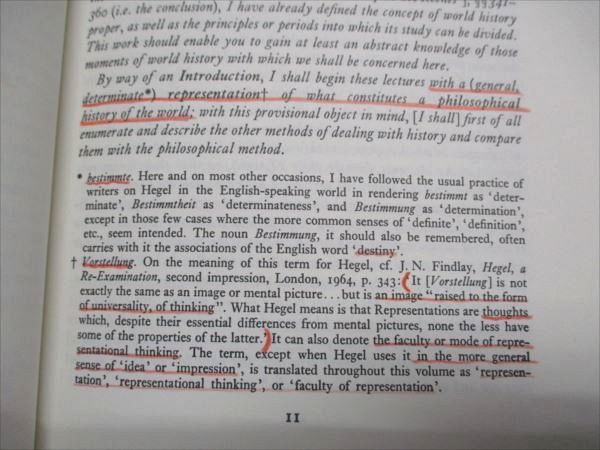 360 (i.e. the conclusion), I have already defined the concept of world history
proper, as well as the principles or periods into which its study can be divided.
This work should enable you to gain at least an abstract knowledge of those
moments of world history with which we shall be concerned here.
By way of an Introduction, I shall begin these lectures with a (general,
determinate*) representation† of what constitutes a philosophical
history of the world; with this provisional object in mind, [I shall] first of all
enumerate and describe the other methods of dealing with history and compare
them with the philosophical method.
* bestimmte. Here and on most other occasions, I have followed the usual practice of
writers on Hegel in the English-speaking world in rendering bestimmt as 'deter-
minate', Bestimmtheit as 'determinateness', and Bestimmung as 'determination',
except in those few cases where the more common senses of 'definite', 'definition',
etc., seem intended. The noun Bestimmung, it should also be remembered, often
carries with it the associations of the English word 'destiny'.
† Vorstellung. On the meaning of this term for Hegel, cf. J. N. Findlay, Hegel, a
Re-Examination, second impression, London, 1964, p. 343: 'It [Vorstellung] is not
exactly the same as an image or mental picture... but is an image "raised to the form
of universality, of thinking". What Hegel means is that Representations are thoughts
which, despite their essential differences from mental pictures, none the less have
some of the properties of the latter.' It can also denote the faculty or mode of repre-
sentational thinking. The term, except when Hegel uses it in the more general
sense of 'idea' or 'impression', is translated throughout this volume as 'represen-
tation', 'representational thinking', or 'faculty of representation'.
11